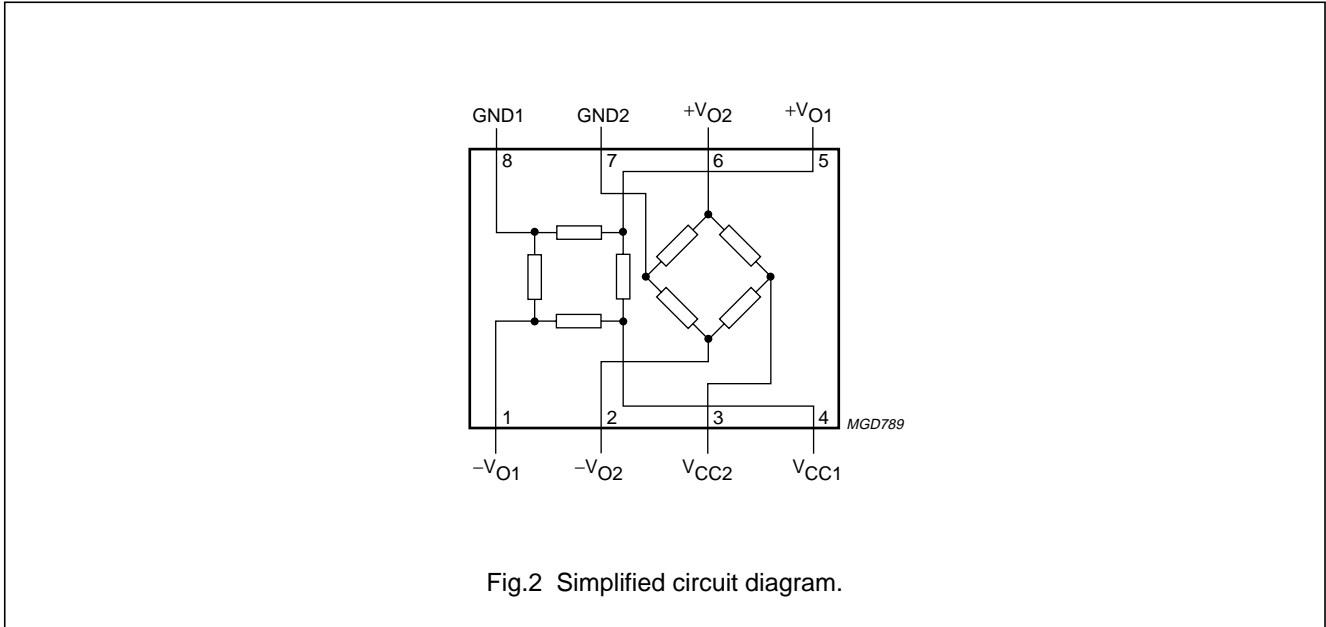 GND1 GND2 +VO2 +VO1
8 7 6 5
1 2 3 4
MGD789
−VO1 −VO2 VCC2 VCC1
Fig.2 Simplified circuit diagram.